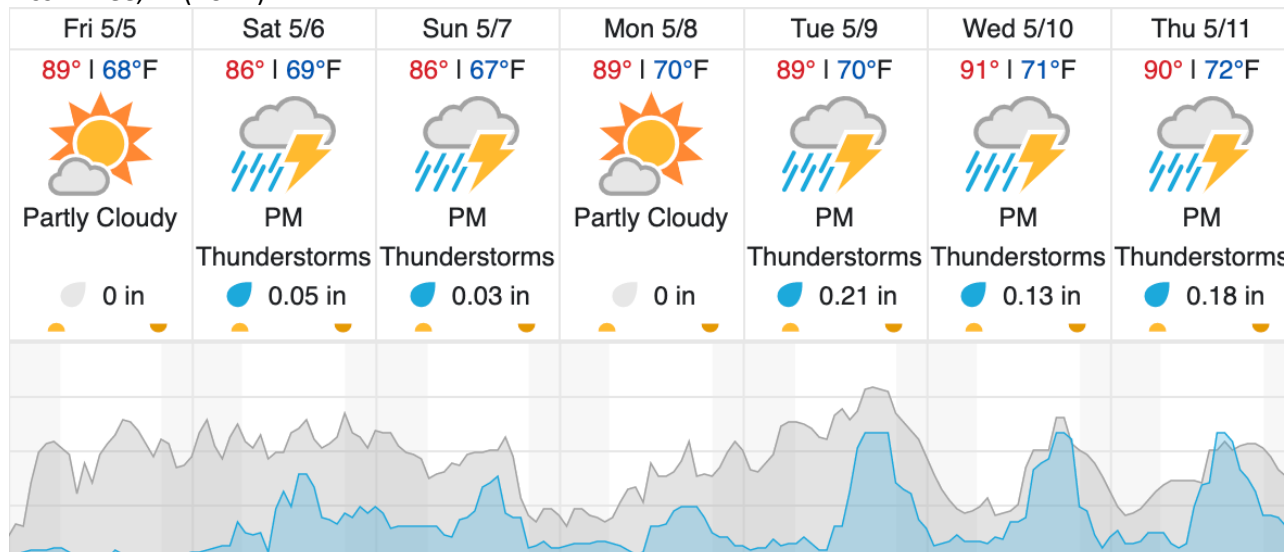 Fri 5/5 Sat 5/6 Sun 5/7 Mon 5/8 Tue 5/9 Wed 5/10 Thu 5/11
89° | 68°F 86° | 69°F 86° | 67°F 89° | 70°F 89° | 70°F 91° | 71°F 90° | 72°F
Partly Cloudy PM PM Partly Cloudy PM PM PM
Thunderstorms Thunderstorms Thunderstorms Thunderstorms Thunderstorms
0 in 0.05 in 0.03 in 0 in 0.21 in 0.13 in 0.18 in